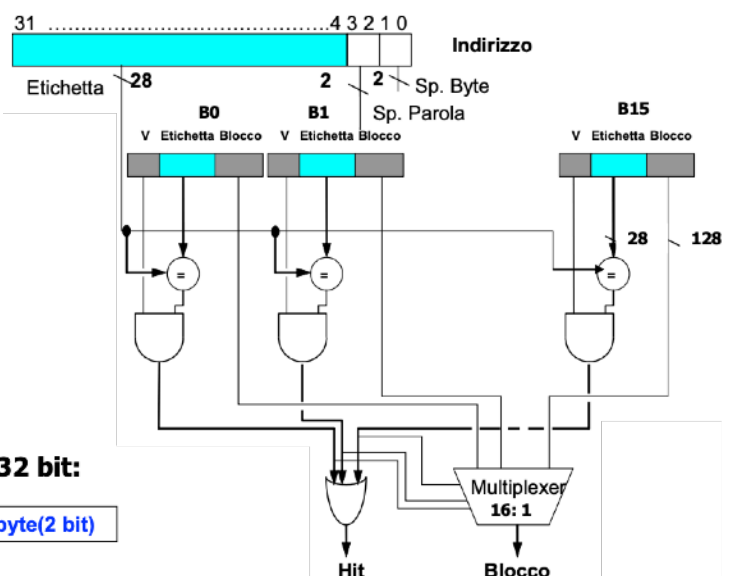 31 ......................................4 3 2 1 0
Indirizzo
Etichetta 28 2 2 Sp. Byte
Sp. Parola
B0 B1 B15
V Etichetta Blocco V Etichetta Blocco V Etichetta Blocco
28 128
= = =
32 bit:
byte(2 bit)
Multiplexer
16: 1
Hit Blocco